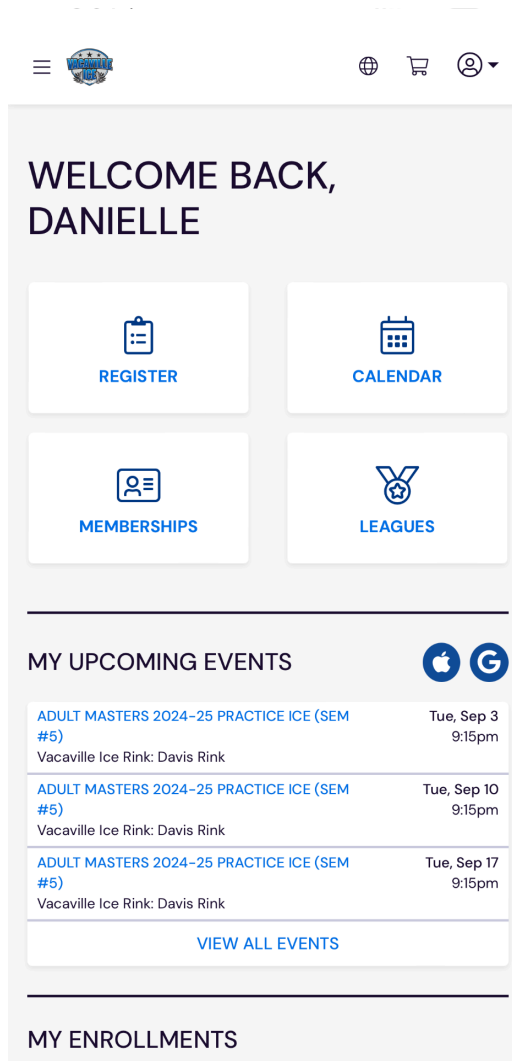 VACAVILLE
ICE
WELCOME BACK,
DANIELLE
REGISTER
CALENDAR
MEMBERSHIPS
LEAGUES
MY UPCOMING EVENTS
ADULT MASTERS 2024-25 PRACTICE ICE (SEM
#5)
Vacaville Ice Rink: Davis Rink
Tue, Sep 3
9:15pm
ADULT MASTERS 2024-25 PRACTICE ICE (SEM
#5)
Vacaville Ice Rink: Davis Rink
Tue, Sep 10
9:15pm
ADULT MASTERS 2024-25 PRACTICE ICE (SEM
#5)
Vacaville Ice Rink: Davis Rink
Tue, Sep 17
9:15pm
VIEW ALL EVENTS
MY ENROLLMENTS